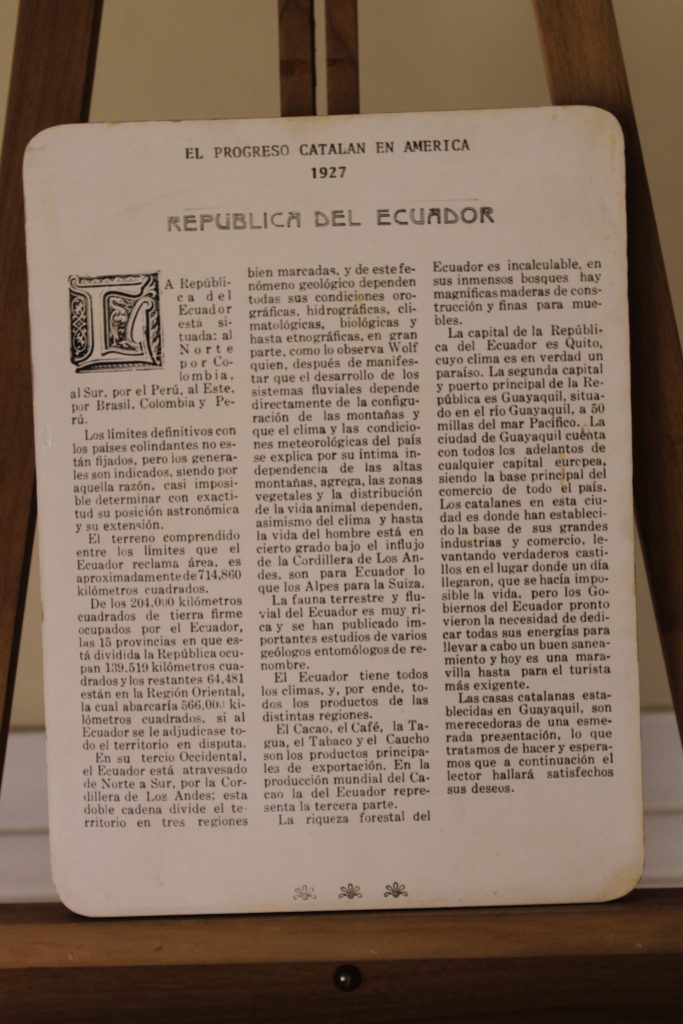 EL PROGRESO CATALAN EN AMERICA
1927
REPUBLICA DEL ECUADOR
LA Repúbli-
ca del
Ecuador
está si-
tuada: al
Norte
por Co-
lombia,
al Sur, por el Perú, al Este,
por Brasil, Colombia y Pe-
rú.
Los límites definitivos con
los países colindantes no es-
tán fijados, pero los genera-
les son indicados, siendo por
aquella razón, casi imposi-
ble determinar con exacti-
tud su posición astronómica
y su extensión.
El terreno comprendido
entre los límites que el
Ecuador reclama área, es
aproximadamente de 714,860
kilómetros cuadrados.
De los 204,000 kilómetros
cuadrados de tierra firme
ocupados por el Ecuador,
las 15 provincias en que es-
tá dividida la República ocu-
pan 139,519 kilómetros cua-
drados y los restantes 64,481
están en la Región Oriental,
la cual abarcaría 566,000 ki-
lómetros cuadrados, si al
Ecuador se le adjudicase to-
do el territorio en disputa.
En su tercio Occidental,
el Ecuador está atravesado
de Norte a Sur, por la Cor-
dillera de Los Andes; esta
doble cadena divide el te-
rritorio en tres regiones
bien marcadas, y de este fe-
nómeno geológico dependen
todas sus condiciones oro-
gráficas, hidrográficas, cli-
matológicas, biológicas y
hasta etnográficas, en gran
parte, como lo observa Wolf
quien, después de manifes-
tar que el desarrollo de los
sistemas fluviales depende
directamente de la configu-
ración de las montañas y
que el clima y las condicio-
nes meteorológicas del país
se explica por su íntima in-
dependencia de las altas
montañas, agrega, las zonas
vegetales y la distribución
de la vida animal dependen,
asimismo del clima y hasta
la vida del hombre está en
cierto grado bajo el influjo
de la Cordillera de Los An-
des, son para Ecuador lo
que los Alpes para la Suiza.
La fauna terrestre y flu-
vial del Ecuador es muy ri-
ca y se han publicado im-
portantes estudios de varios
geólogos entomólogos de re-
nombre.
El Ecuador tiene todos
los climas, y, por ende, to-
dos los productos de las
distintas regiones.
El Cacao, el Café, la Ta-
gua, el Tabaco y el Caucho
son los productos principa-
les de exportación. En la
producción mundial del Ca-
cao la del Ecuador repre-
senta la tercera parte.
La riqueza forestal del
Ecuador es incalculable, en
sus inmensos bosques hay
magníficas maderas de cons-
trucción y finas para mue-
bles.
La capital de la Repúbli-
ca del Ecuador es Quito,
cuyo clima es en verdad un
paraíso. La segunda capital
y puerto principal de la Re-
pública es Guayaquil, situa-
do en el río Guayaquil, a 50
millas del mar Pacífico. La
ciudad de Guayaquil cuenta
con todos los adelantos de
cualquier capital europea,
siendo la base principal del
comercio de todo el país.
Los catalanes en esta ciu-
dad es donde han estableci-
do la base de sus grandes
industrias y comercio, le-
vantando verdaderos casti-
llos en el lugar donde un día
llegaron, que se hacía impo-
sible la vida, pero los Go-
biernos del Ecuador pronto
vieron la necesidad de dedi-
car todas sus energías para
llevar a cabo un buen sanea-
miento y hoy es una mara-
villa hasta para el turista
más exigente.
Las casas catalanas esta-
blecidas en Guayaquil, son
merecedoras de una esme-
rada presentación, lo que
tratamos de hacer y espera-
mos que a continuación el
lector hallará satisfechos
sus deseos.